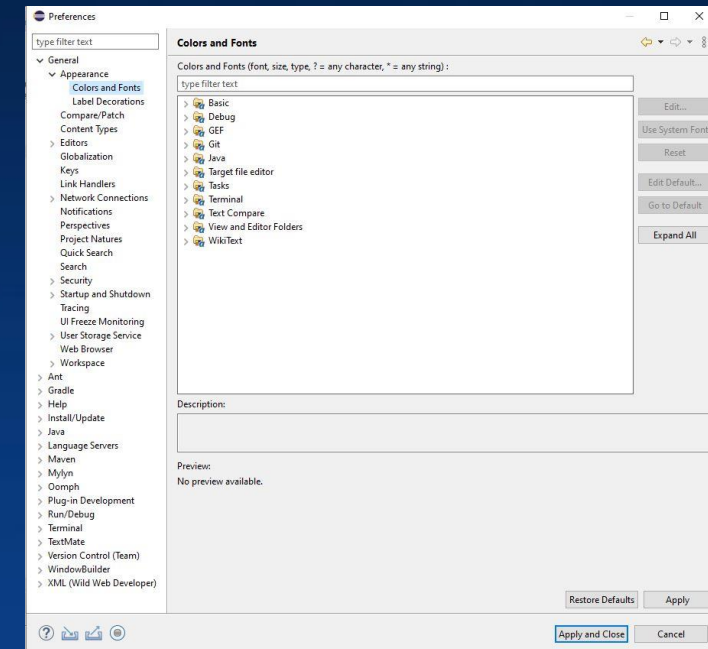 Preferences
type filter text
General
Appearance
Colors and Fonts
Label Decorations
Compare/Patch
Content Types
Editors
Globalization
Keys
Link Handlers
Network Connections
Notifications
Perspectives
Project Natures
Quick Search
Search
Security
Startup and Shutdown
Tracing
UI Freeze Monitoring
User Storage Service
Web Browser
Workspace
Ant
Gradle
Help
Install/Update
Java
Language Servers
Maven
Mylyn
Oomph
Plug-in Development
Run/Debug
Terminal
TextMate
Version Control (Team)
WindowBuilder
XML (Wild Web Developer)
Colors and Fonts
Colors and Fonts (font, size, type, ? = any character, * = any string) :
type filter text
Basic
Debug
GEF
Git
Java
Target file editor
Tasks
Terminal
Text Compare
View and Editor Folders
WikiText
Edit...
Use System Font
Reset
Edit Default...
Go to Default
Expand All
Description:
Preview:
No preview available.
Restore Defaults
Apply
Apply and Close
Cancel